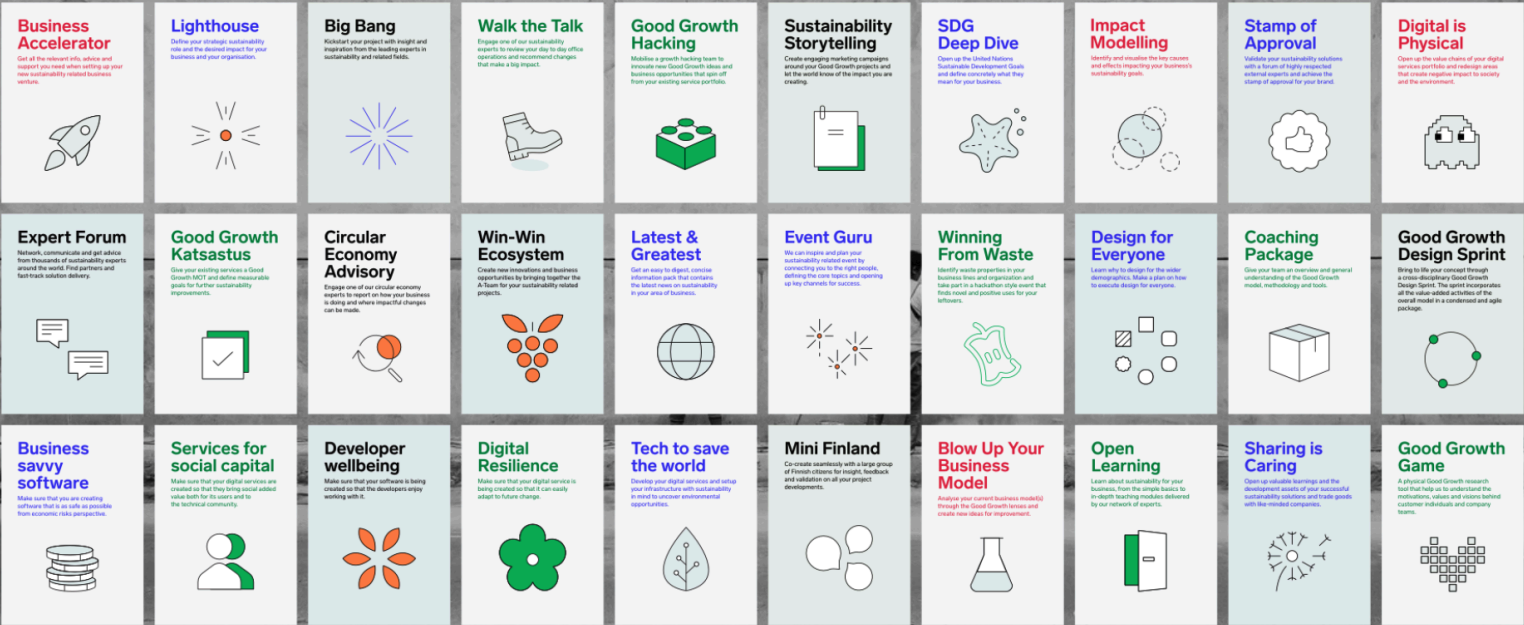 Business
Accelerator
Get all the relevant info, advice and
support you need when setting up your
new sustainability related business
venture.
Lighthouse
Define your strategic sustainability
role and the desired impact for your
business and your organisation.
Big Bang
Kickstart your project with insight and
inspiration from the leading experts in
sustainability and related fields.
Walk the Talk
Engage one of our sustainability
experts to review your day to day office
operations and recommend changes
that make a big impact.
Good Growth
Hacking
Mobilise a growth hacking team to
innovate new Good Growth ideas and
business opportunities that spin off
from your existing service portfolio.
Sustainability
Storytelling
Create engaging marketing campaigns
around your Good Growth projects and
let the world know of the impact you are
creating.
SDG
Deep Dive
Open up the United Nations
Sustainable Development Goals
and define concretely what they
mean for your business.
Impact
Modelling
Identify and visualise the key causes
and effects impacting your business's
sustainability goals.
Stamp of
Approval
Validate your sustainability solutions
with a forum of highly respected
external experts and achieve the
stamp of approval for your brand.
Digital is
Physical
Open up the value chains of your digital
services portfolio and redesign areas
that create negative impact to society
and the environment.
Expert Forum
Network, communicate and get advice
from thousands of sustainability experts
around the world. Find partners and
fast-track solution delivery.
Good Growth
Katsastus
Give your existing services a Good
Growth MOT and define measurable
goals for further sustainability
improvements.
Circular
Economy
Advisory
Engage one of our circular economy
experts to report on how your business
is doing and where impactful changes
can be made.
Win-Win
Ecosystem
Create new innovations and business
opportunities by bringing together the
A-Team for your sustainability related
projects.
Latest &
Greatest
Get an easy to digest, concise
information pack that contains
the latest news on sustainability
in your area of business.
Event Guru
We can inspire and plan your
sustainability related event by
connecting you to the right people,
defining the core topics and opening
up key channels for success.
Winning
From Waste
Identify waste properties in your
business lines and organization and
take part in a hackathon style event that
finds novel and positive uses for your
leftovers.
Design for
Everyone
Learn why to design for the wider
demographics. Make a plan on how
to execute design for everyone.
Coaching
Package
Give your team an overview and general
understanding of the Good Growth
model, methodology and tools.
Good Growth
Design Sprint
Bring to life your concept through
a cross-disciplinary Good Growth
Design Sprint. The sprint incorporates
all the value-added activities of the
overall model in a condensed and agile
package.
Business
savvy
software
Make sure that you are creating
software that is as safe as possible
from economic risks perspective.
Services for
social capital
Make sure that your digital services are
created so that they bring social added
value both for its users and to
the technical community.
Developer
wellbeing
Make sure that your software is being
created so that the developers enjoy
working with it.
Digital
Resilience
Make sure that your digital service is
being created so that it can easily
adapt to future change.
Tech to save
the world
Develop your digital services and setup
your infrastructure with sustainability
in mind to uncover environmental
opportunities.
Mini Finland
Co-create seamlessly with a large group
of Finnish citizens for insight, feedback
and validation on all your project
developments.
Blow Up Your
Business
Model
Analyse your current business model(s)
through the Good Growth lenses and
create new ideas for improvement.
Open
Learning
Learn about sustainability for your
business, from the simple basics to
in-depth teaching modules delivered
by our network of experts.
Sharing is
Caring
Open up valuable learnings and the
development assets of your successful
sustainability solutions and trade goods
with like-minded companies.
Good Growth
Game
A physical Good Growth research
tool that help us to understand the
motivations, values and visions behind
customer individuals and company
teams.